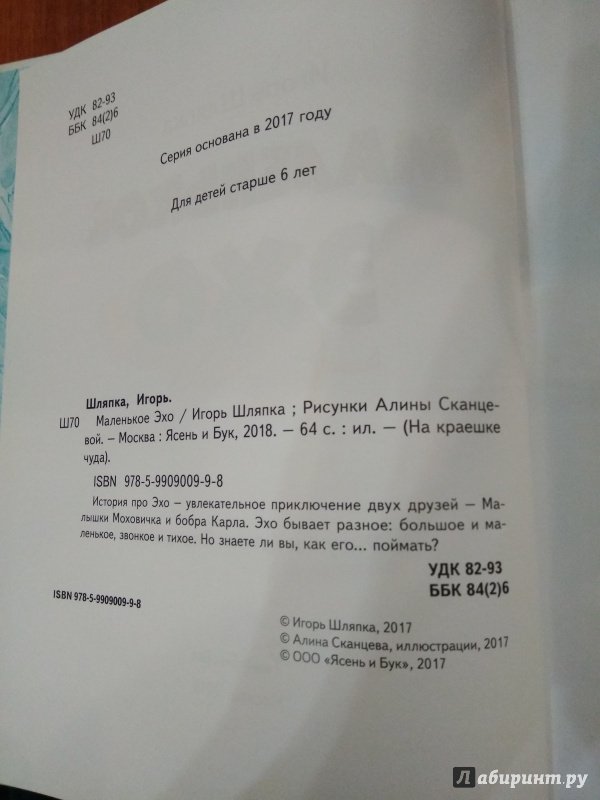 УДК 82-93
ББК 84(2)6
Ш70
Серия основана в 2017 году
Для детей старше 6 лет
Шляпка, Игорь.
Ш70 Маленькое Эхо / Игорь Шляпка ; Рисунки Алины Сканце-
вой. – Москва : Ясень и Бук, 2018. – 64 с. : ил. – (На краешке
чуда).
ISBN 978-5-9909009-9-8
История про Эхо – увлекательное приключение двух друзей – Ма-
лышки Моховичка и бобра Карла. Эхо бывает разное: большое и ма-
ленькое, звонкое и тихое. Но знаете ли вы, как его... поймать?
УДК 82-93
ББК 84(2)6
ISBN 978-5-9909009-9-8
© Игорь Шляпка, 2017
© Алина Сканцева, иллюстрации, 2017
© ООО «Ясень и Бук», 2017
лабиринт.ру